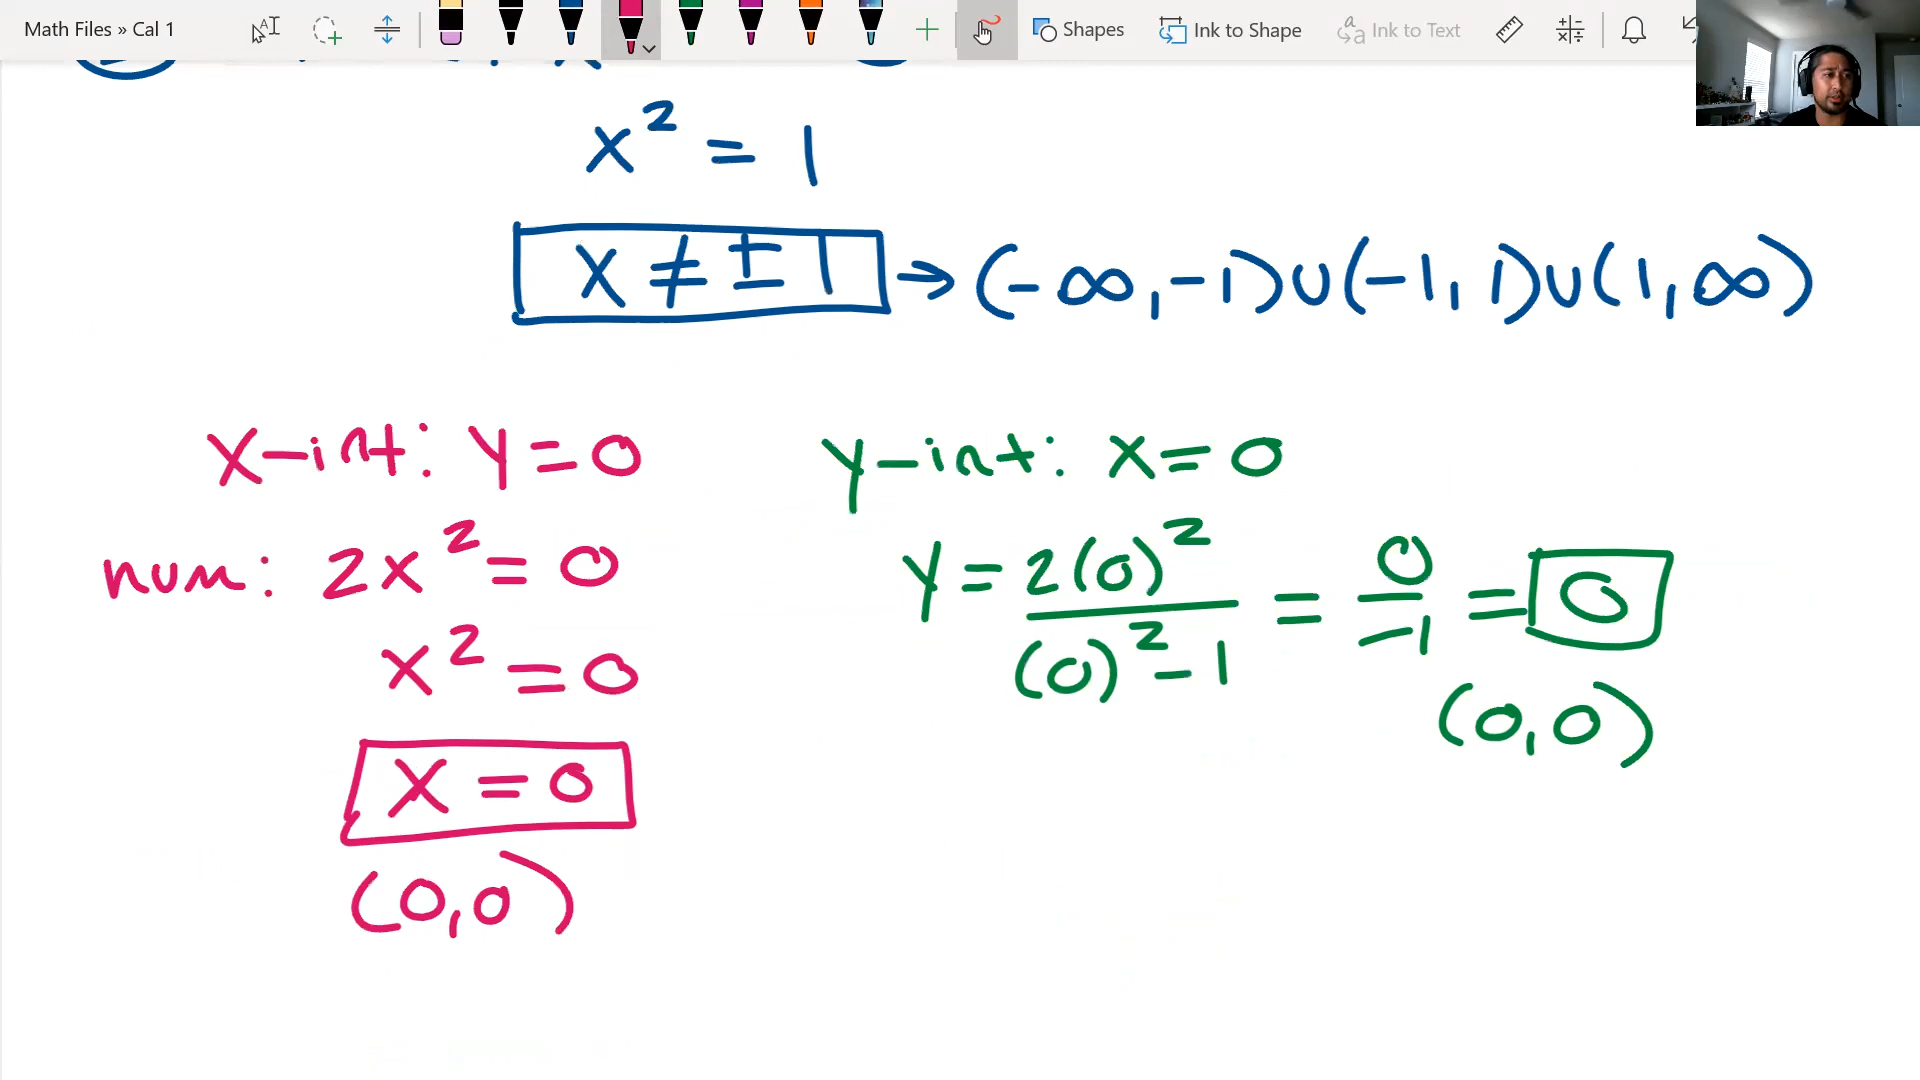 Math Files » Cal 1
Shapes
Ink to Shape
Ink to Text
x² = 1
x ≠ ± 1 → (-∞,-1)∪(-1,1)∪(1,∞)
x-int: y=0
num: 2x²=0
x²=0
x=0
(0,0)
y-int: x=0
y = 2(0)²/(0)²-1 = 0/-1 = 0
(0,0)